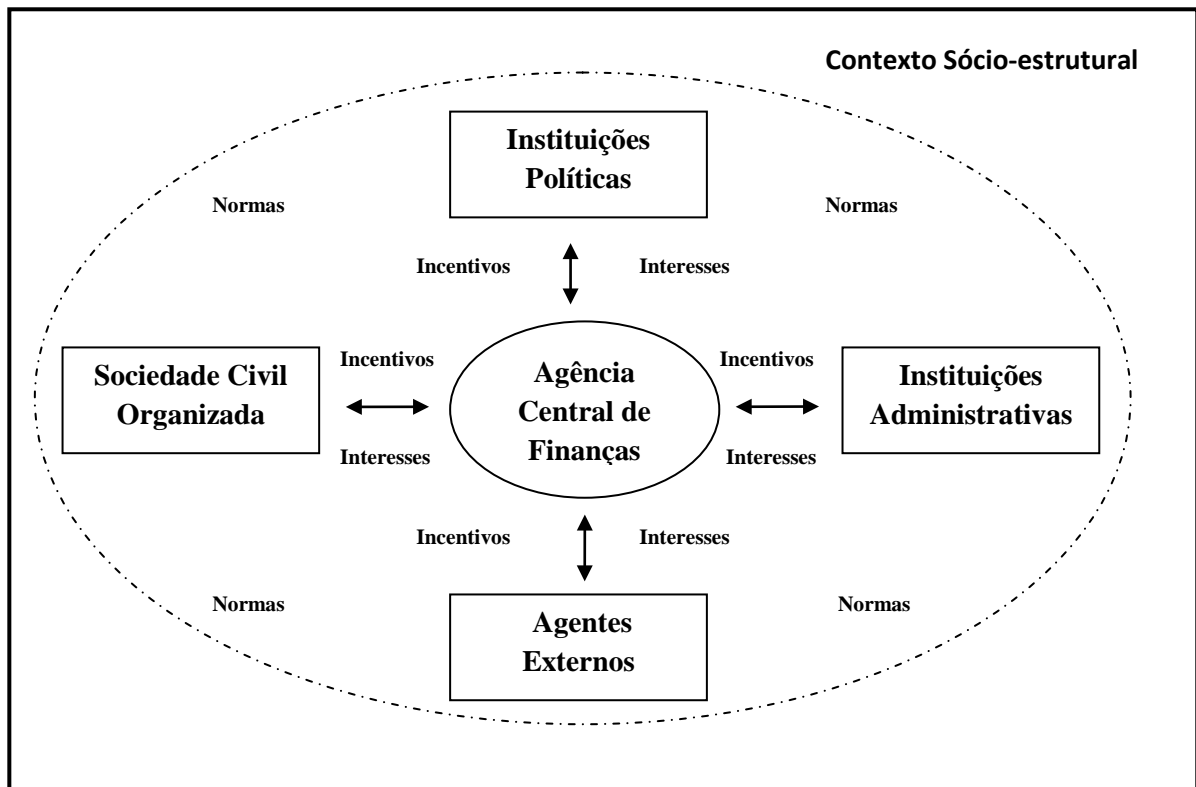 Contexto Sócio-estrutural
Instituições
Políticas
Normas
Normas
Incentivos
Interesses
Sociedade Civil
Organizada
Incentivos
Interesses
Agência
Central de
Finanças
Incentivos
Interesses
Instituições
Administrativas
Incentivos
Interesses
Normas
Normas
Agentes
Externos